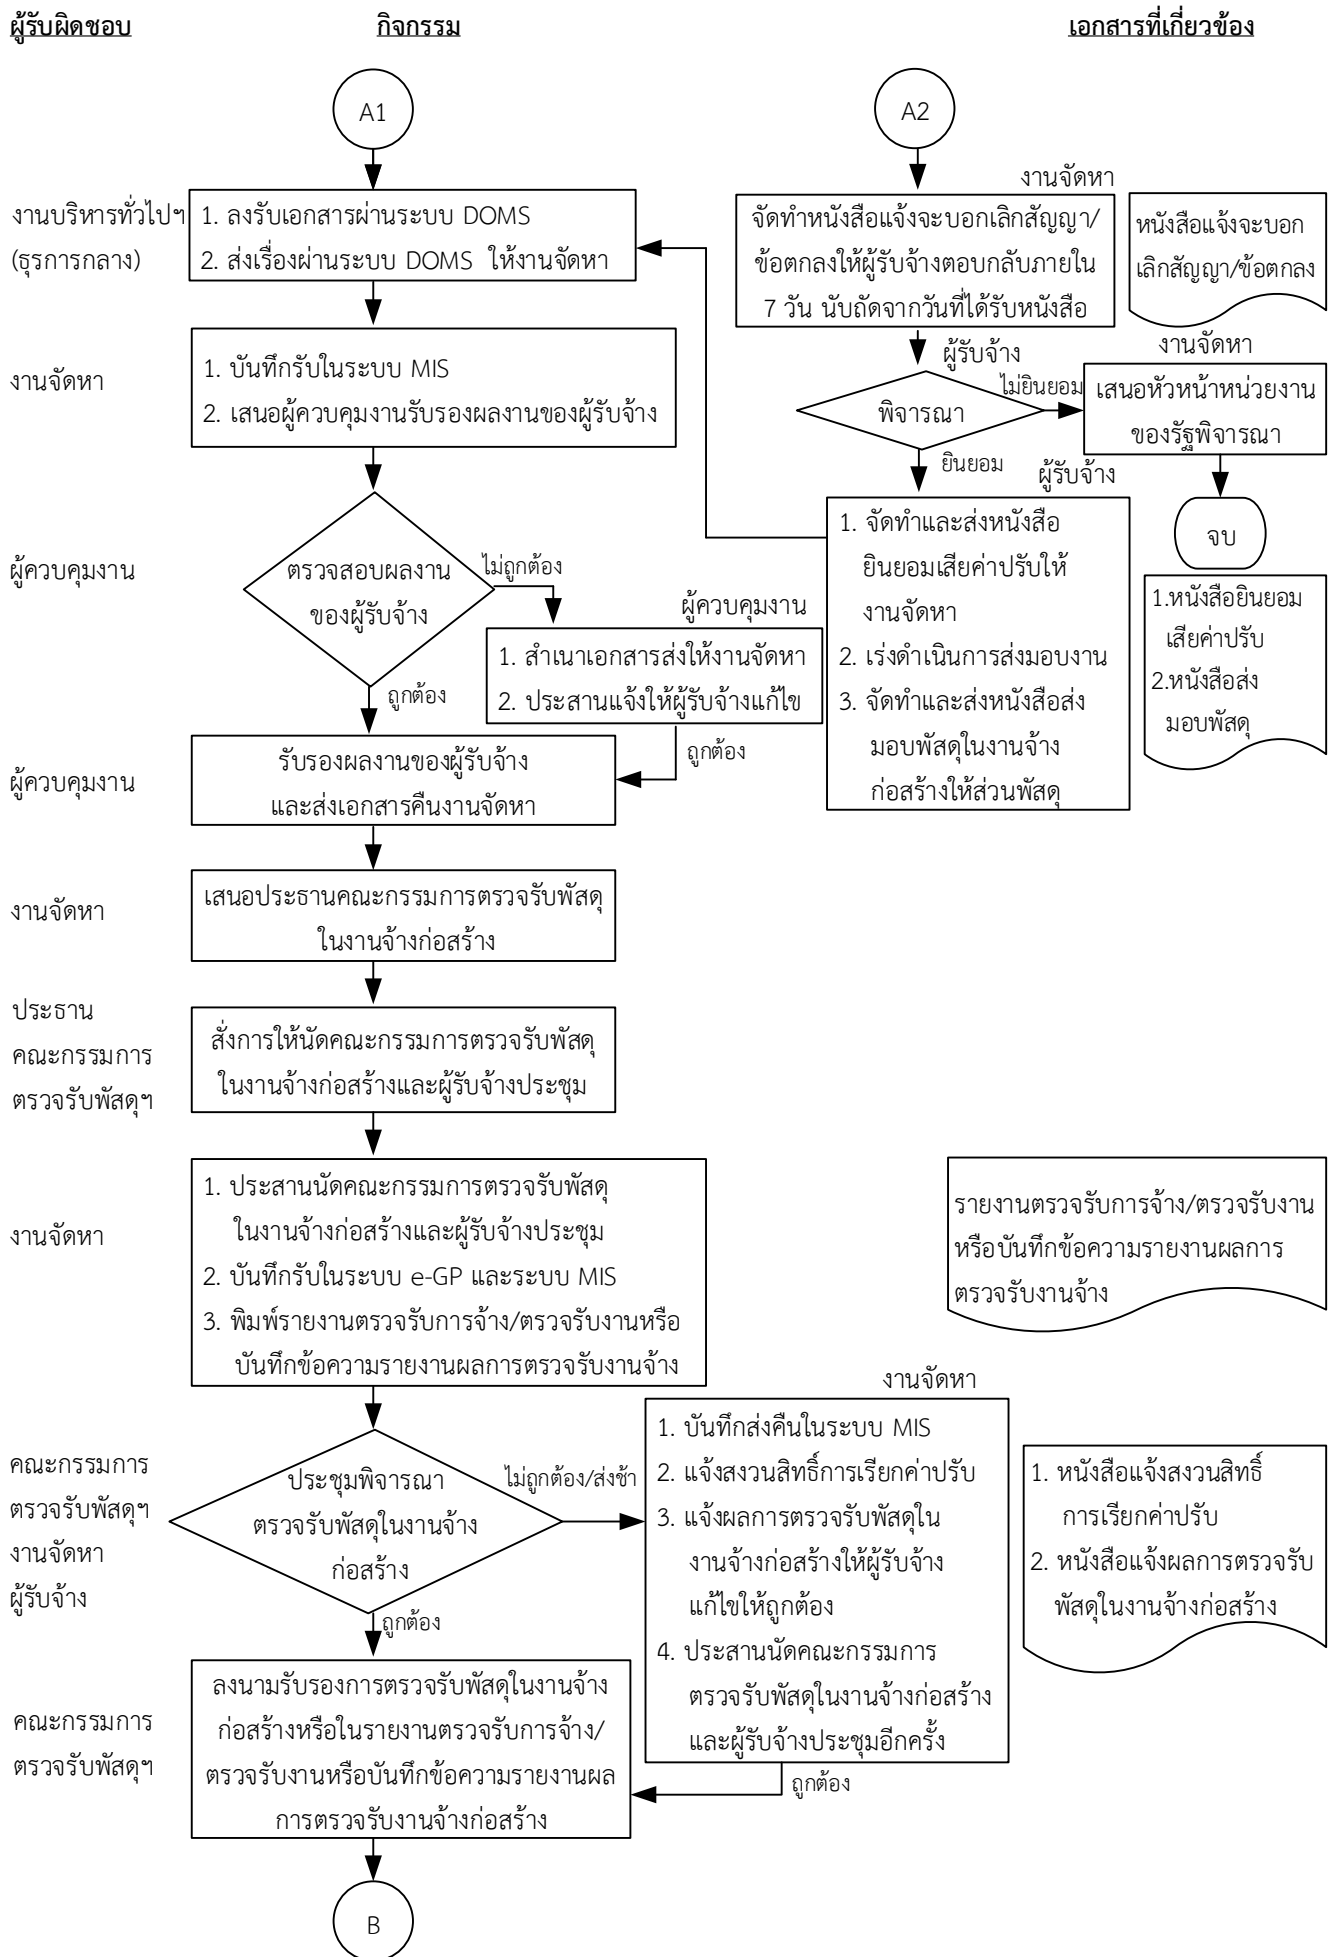 ผู้รับผิดชอบ
กิจกรรม
เอกสารที่เกี่ยวข้อง
A1
A2
งานบริหารทั่วไปฯ
(ธุรการกลาง)
1. ลงรับเอกสารผ่านระบบ DOMS
2. ส่งเรื่องผ่านระบบ DOMS ให้งานจัดหา
งานจัดหา
จัดทำหนังสือแจ้งจะบอกเลิกสัญญา/
ข้อตกลงให้ผู้รับจ้างตอบกลับภายใน
7 วัน นับถัดจากวันที่ได้รับหนังสือ
หนังสือแจ้งจะบอก
เลิกสัญญา/ข้อตกลง
งานจัดหา
1. บันทึกรับในระบบ MIS
2. เสนอผู้ควบคุมงานรับรองผลงานของผู้รับจ้าง
ผู้รับจ้าง
พิจารณา
ไม่ยินยอม
งานจัดหา
เสนอหัวหน้าหน่วยงาน
ของรัฐพิจารณา
ยินยอม
ผู้รับจ้าง
จบ
ผู้ควบคุมงาน
ตรวจสอบผลงาน
ของผู้รับจ้าง
ไม่ถูกต้อง
ถูกต้อง
ผู้ควบคุมงาน
1. สำเนาเอกสารส่งให้งานจัดหา
2. ประสานแจ้งให้ผู้รับจ้างแก้ไข
ถูกต้อง
1. จัดทำและส่งหนังสือ
ยินยอมเสียค่าปรับให้
งานจัดหา
2. เร่งดำเนินการส่งมอบงาน
3. จัดทำและส่งหนังสือส่ง
มอบพัสดุในงานจ้าง
ก่อสร้างให้ส่วนพัสดุ
1.หนังสือยินยอม
เสียค่าปรับ
2.หนังสือส่ง
มอบพัสดุ
ผู้ควบคุมงาน
รับรองผลงานของผู้รับจ้าง
และส่งเอกสารคืนงานจัดหา
งานจัดหา
เสนอประธานคณะกรรมการตรวจรับพัสดุ
ในงานจ้างก่อสร้าง
ประธาน
คณะกรรมการ
ตรวจรับพัสดุฯ
สั่งการให้นัดคณะกรรมการตรวจรับพัสดุ
ในงานจ้างก่อสร้างและผู้รับจ้างประชุม
งานจัดหา
1. ประสานนัดคณะกรรมการตรวจรับพัสดุ
ในงานจ้างก่อสร้างและผู้รับจ้างประชุม
2. บันทึกรับในระบบ e-GP และระบบ MIS
3. พิมพ์รายงานตรวจรับการจ้าง/ตรวจรับงานหรือ
บันทึกข้อความรายงานผลการตรวจรับงานจ้าง
รายงานตรวจรับการจ้าง/ตรวจรับงาน
หรือบันทึกข้อความรายงานผลการ
ตรวจรับงานจ้าง
คณะกรรมการ
ตรวจรับพัสดุฯ
งานจัดหา
ผู้รับจ้าง
ประชุมพิจารณา
ตรวจรับพัสดุในงานจ้าง
ก่อสร้าง
ไม่ถูกต้อง/ส่งช้า
ถูกต้อง
งานจัดหา
1. บันทึกส่งคืนในระบบ MIS
2. แจ้งสงวนสิทธิ์การเรียกค่าปรับ
3. แจ้งผลการตรวจรับพัสดุใน
งานจ้างก่อสร้างให้ผู้รับจ้าง
แก้ไขให้ถูกต้อง
4. ประสานนัดคณะกรรมการ
ตรวจรับพัสดุในงานจ้างก่อสร้าง
และผู้รับจ้างประชุมอีกครั้ง
ถูกต้อง
1. หนังสือแจ้งสงวนสิทธิ์
การเรียกค่าปรับ
2. หนังสือแจ้งผลการตรวจรับ
พัสดุในงานจ้างก่อสร้าง
คณะกรรมการ
ตรวจรับพัสดุฯ
ลงนามรับรองการตรวจรับพัสดุในงานจ้าง
ก่อสร้างหรือในรายงานตรวจรับการจ้าง/
ตรวจรับงานหรือบันทึกข้อความรายงานผล
การตรวจรับงานจ้างก่อสร้าง
B